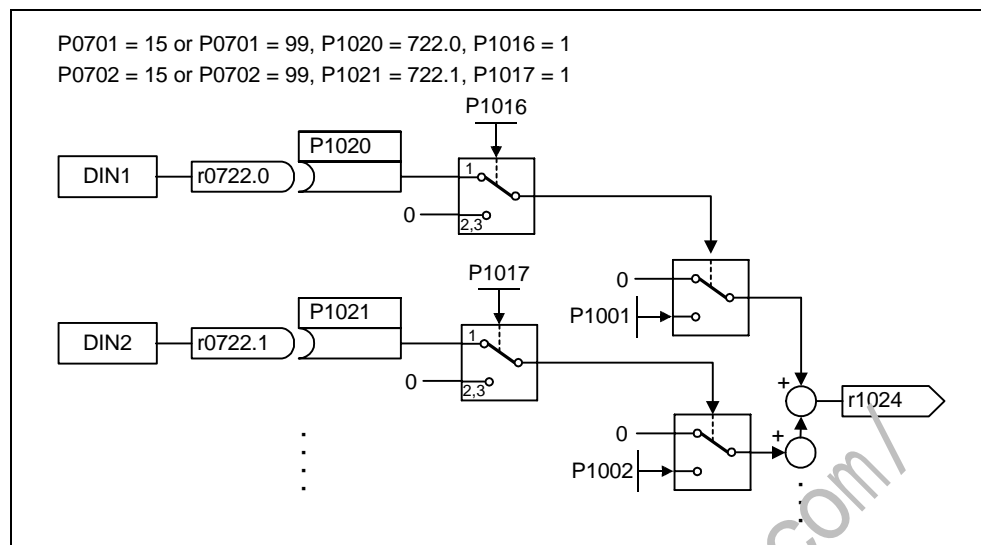 P0701 = 15 or P0701 = 99, P1020 = 722.0, P1016 = 1
P0702 = 15 or P0702 = 99, P1021 = 722.1, P1017 = 1
P1016
P1020
DIN1
r0722.0
1
0
2,3
P1017
0
P1021
P1001
DIN2
r0722.1
1
0
2,3
+
r1024
0
+
P1002
.com/